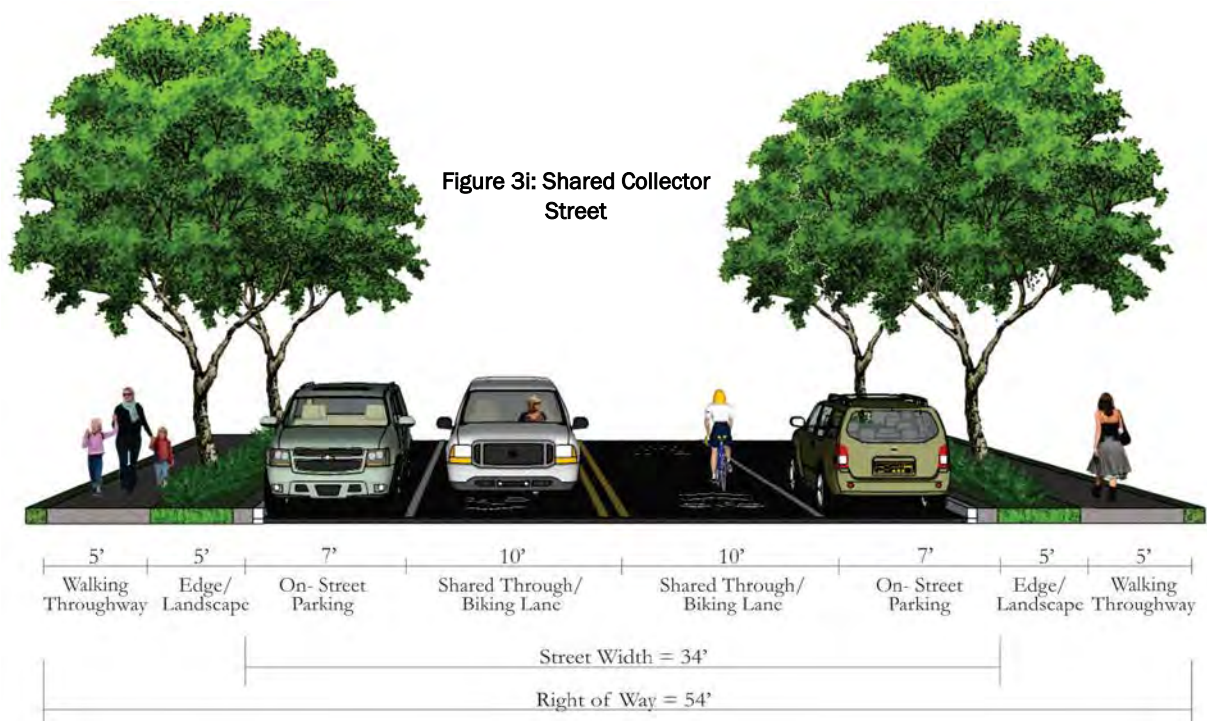 Figure 3i: Shared Collector
Street
5' 5' 7' 10' 10' 7' 5' 5'
Walking Edge/ On- Street Shared Through/ Shared Through/ On- Street Edge/ Walking
Throughway Landscape Parking Biking Lane Biking Lane Parking Landscape Throughway
Street Width = 34'
Right of Way = 54'